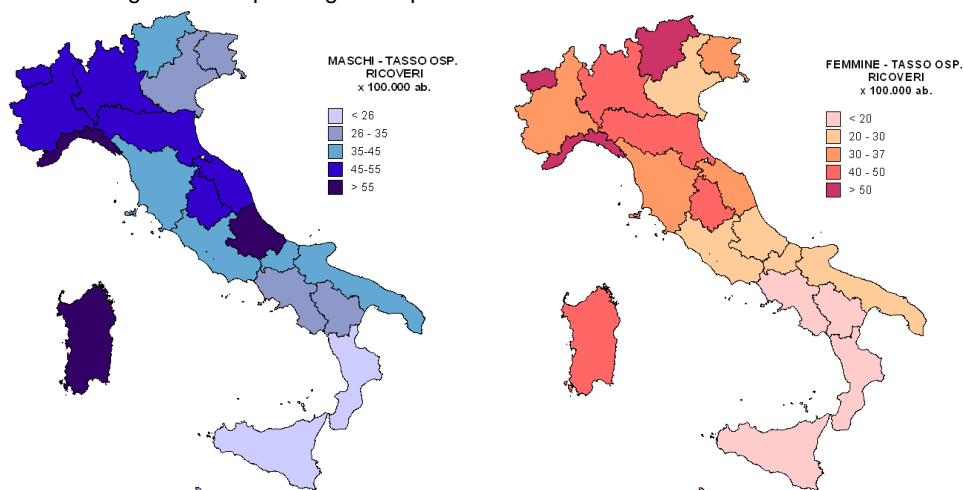 MASCHI - TASSO OSP.
RICOVERI
x 100.000 ab.
< 26
26 - 35
35-45
45-55
> 55
FEMMINE - TASSO OSP.
RICOVERI
x 100.000 ab.
< 20
20 - 30
30 - 37
40 - 50
> 50